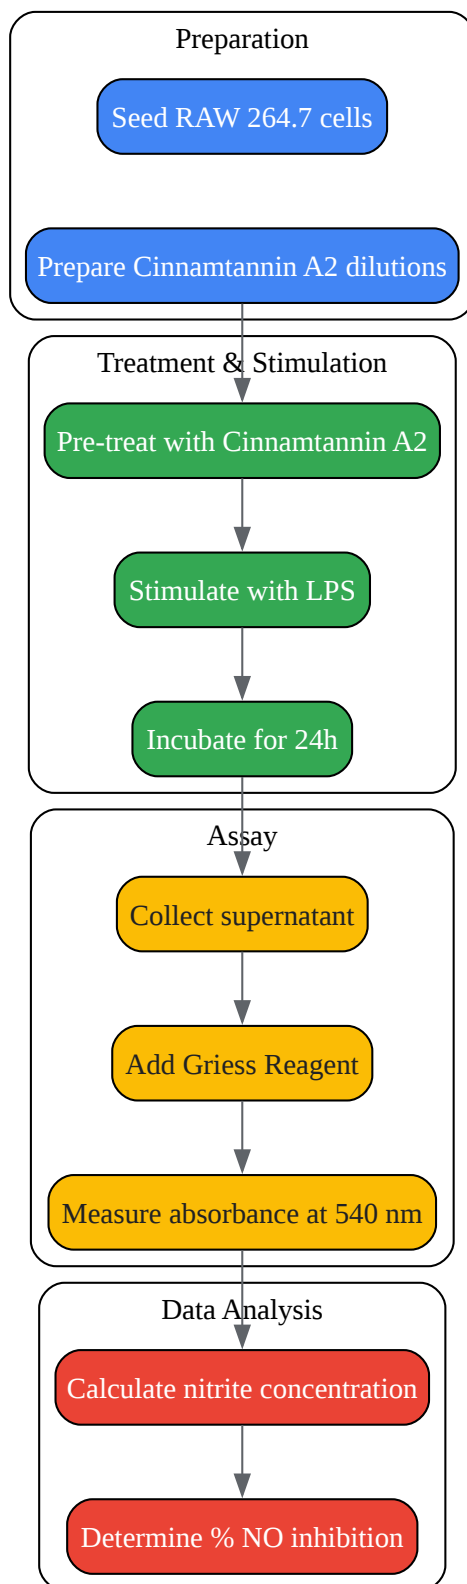 Preparation
Seed RAW 264.7 cells
Prepare Cinnamtannin A2 dilutions
Treatment & Stimulation
Pre-treat with Cinnamtannin A2
Stimulate with LPS
Incubate for 24h
Assay
Collect supernatant
Add Griess Reagent
Measure absorbance at 540 nm
Data Analysis
Calculate nitrite concentration
Determine % NO inhibition